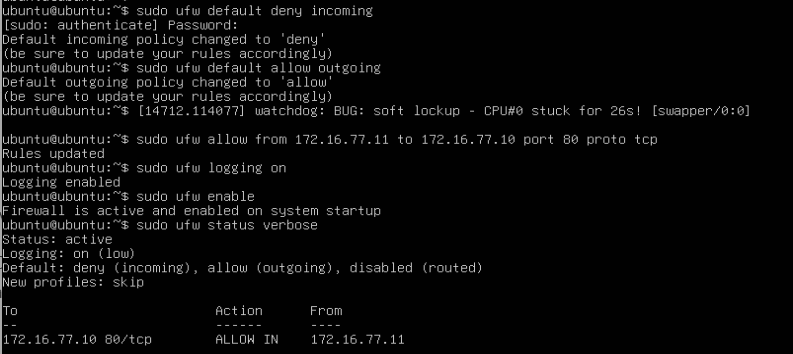 ubuntu@ubuntu:~$ sudo ufw default deny incoming
[sudo: authenticate] Password:
Default incoming policy changed to 'deny'
(be sure to update your rules accordingly)
ubuntu@ubuntu:~$ sudo ufw default allow outgoing
Default outgoing policy changed to 'allow'
(be sure to update your rules accordingly)
ubuntu@ubuntu:~$ [14712.114077] watchdog: BUG: soft lockup - CPU#0 stuck for 26s! [swapper/0:0]
ubuntu@ubuntu:~$ sudo ufw allow from 172.16.77.11 to 172.16.77.10 port 80 proto tcp
Rules updated
ubuntu@ubuntu:~$ sudo ufw logging on
Logging enabled
ubuntu@ubuntu:~$ sudo ufw enable
Firewall is active and enabled on system startup
ubuntu@ubuntu:~$ sudo ufw status verbose
Status: active
Logging: on (low)
Default: deny (incoming), allow (outgoing), disabled (routed)
New profiles: skip
To Action From
-- ------ ----
172.16.77.10 80/tcp ALLOW IN 172.16.77.11